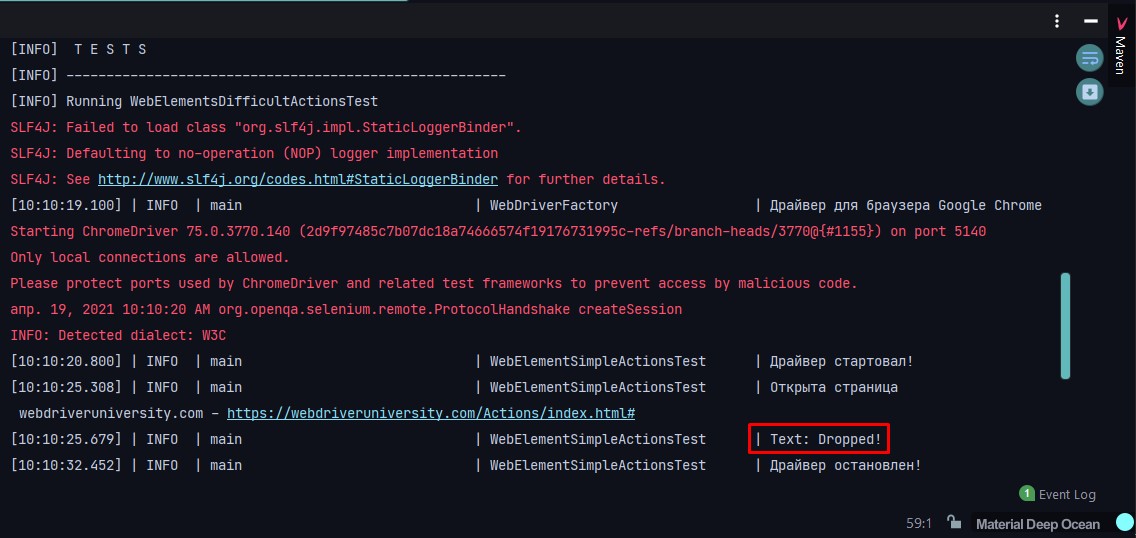 [INFO]  T E S T S
[INFO] -------------------------------------------------------
[INFO] Running WebElementsDifficultActionsTest
SLF4J: Failed to load class "org.slf4j.impl.StaticLoggerBinder".
SLF4J: Defaulting to no-operation (NOP) logger implementation
SLF4J: See http://www.slf4j.org/codes.html#StaticLoggerBinder for further details.
[10:10:19.100] | INFO  | main | WebDriverFactory | Драйвер для браузера Google Chrome
Starting ChromeDriver 75.0.3770.140 (2d9f97485c7b07dc18a74666574f19176731995c-refs/branch-heads/3770@{#1155}) on port 5140
Only local connections are allowed.
Please protect ports used by ChromeDriver and related test frameworks to prevent access by malicious code.
апр. 19, 2021 10:10:20 AM org.openqa.selenium.remote.ProtocolHandshake createSession
INFO: Detected dialect: W3C
[10:10:20.800] | INFO  | main | WebElementSimpleActionsTest | Драйвер стартовал!
[10:10:25.308] | INFO  | main | WebElementSimpleActionsTest | Открыта страница
webdriveruniversity.com – https://webdriveruniversity.com/Actions/index.html#
[10:10:25.679] | INFO  | main | WebElementSimpleActionsTest | Text: Dropped!
[10:10:32.452] | INFO  | main | WebElementSimpleActionsTest | Драйвер остановлен!
Maven
1 Event Log
59:1 Material Deep Ocean